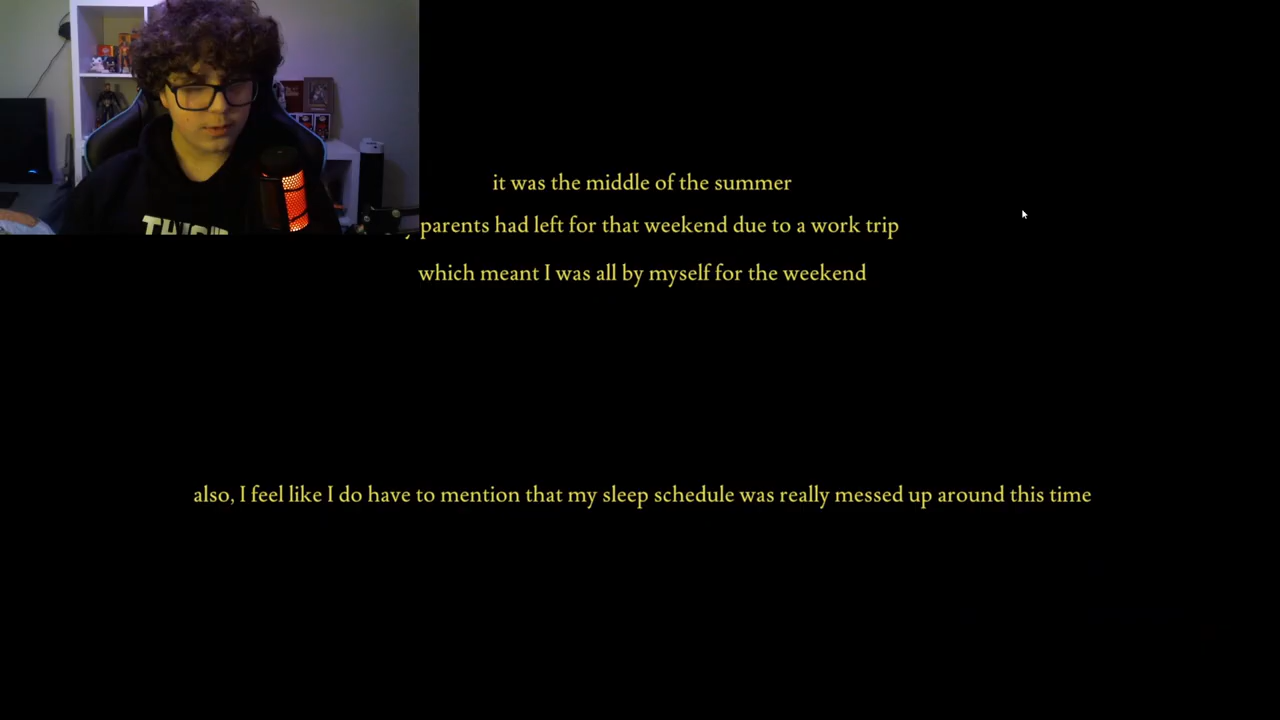 it was the middle of the summer
parents had left for that weekend due to a work trip
which meant I was all by myself for the weekend
also, I feel like I do have to mention that my sleep schedule was really messed up around this time